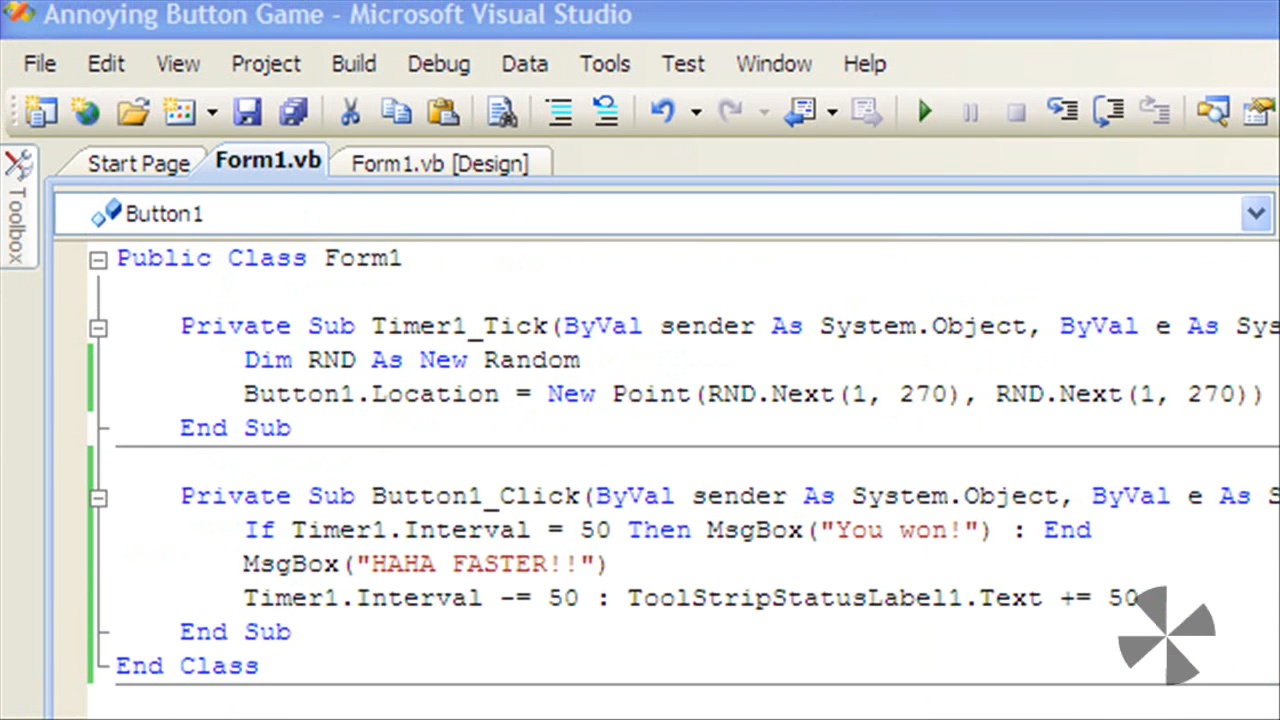 Annoying Button Game - Microsoft Visual Studio
File Edit View Project Build Debug Data Tools Test Window Help
Start Page Form1.vb Form1.vb [Design]
Toolbox
Button1
Public Class Form1
Private Sub Timer1_Tick(ByVal sender As System.Object, ByVal e As Sys
Dim RND As New Random
Button1.Location = New Point(RND.Next(1, 270), RND.Next(1, 270))
End Sub
Private Sub Button1_Click(ByVal sender As System.Object, ByVal e As S
If Timer1.Interval = 50 Then MsgBox("You won!") : End
MsgBox("HAHA FASTER!!")
Timer1.Interval -= 50 : ToolStripStatusLabel1.Text += 50
End Sub
End Class